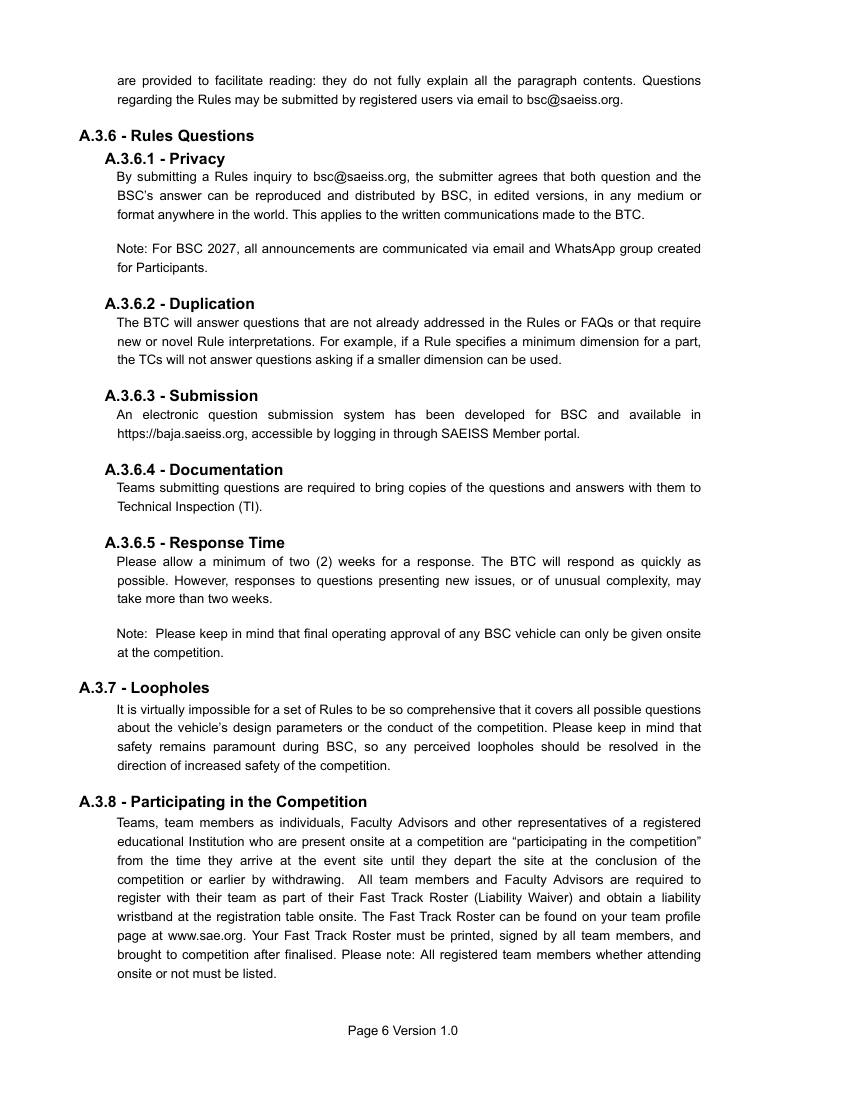 are provided to facilitate reading: they do not fully explain all the paragraph contents. Questions
regarding the Rules may be submitted by registered users via email to bsc@saeiss.org.
A.3.6 - Rules Questions
A.3.6.1 - Privacy
By submitting a Rules inquiry to bsc@saeiss.org, the submitter agrees that both question and the
BSC’s answer can be reproduced and distributed by BSC, in edited versions, in any medium or
format anywhere in the world. This applies to the written communications made to the BTC.
Note: For BSC 2027, all announcements are communicated via email and WhatsApp group created
for Participants.
A.3.6.2 - Duplication
The BTC will answer questions that are not already addressed in the Rules or FAQs or that require
new or novel Rule interpretations. For example, if a Rule specifies a minimum dimension for a part,
the TCs will not answer questions asking if a smaller dimension can be used.
A.3.6.3 - Submission
An electronic question submission system has been developed for BSC and available in
https://baja.saeiss.org, accessible by logging in through SAEISS Member portal.
A.3.6.4 - Documentation
Teams submitting questions are required to bring copies of the questions and answers with them to
Technical Inspection (TI).
A.3.6.5 - Response Time
Please allow a minimum of two (2) weeks for a response. The BTC will respond as quickly as
possible. However, responses to questions presenting new issues, or of unusual complexity, may
take more than two weeks.
Note:  Please keep in mind that final operating approval of any BSC vehicle can only be given onsite
at the competition.
A.3.7 - Loopholes
It is virtually impossible for a set of Rules to be so comprehensive that it covers all possible questions
about the vehicle’s design parameters or the conduct of the competition. Please keep in mind that
safety remains paramount during BSC, so any perceived loopholes should be resolved in the
direction of increased safety of the competition.
A.3.8 - Participating in the Competition
Teams, team members as individuals, Faculty Advisors and other representatives of a registered
educational Institution who are present onsite at a competition are “participating in the competition”
from the time they arrive at the event site until they depart the site at the conclusion of the
competition or earlier by withdrawing.  All team members and Faculty Advisors are required to
register with their team as part of their Fast Track Roster (Liability Waiver) and obtain a liability
wristband at the registration table onsite. The Fast Track Roster can be found on your team profile
page at www.sae.org. Your Fast Track Roster must be printed, signed by all team members, and
brought to competition after finalised. Please note: All registered team members whether attending
onsite or not must be listed.
Page 6 Version 1.0